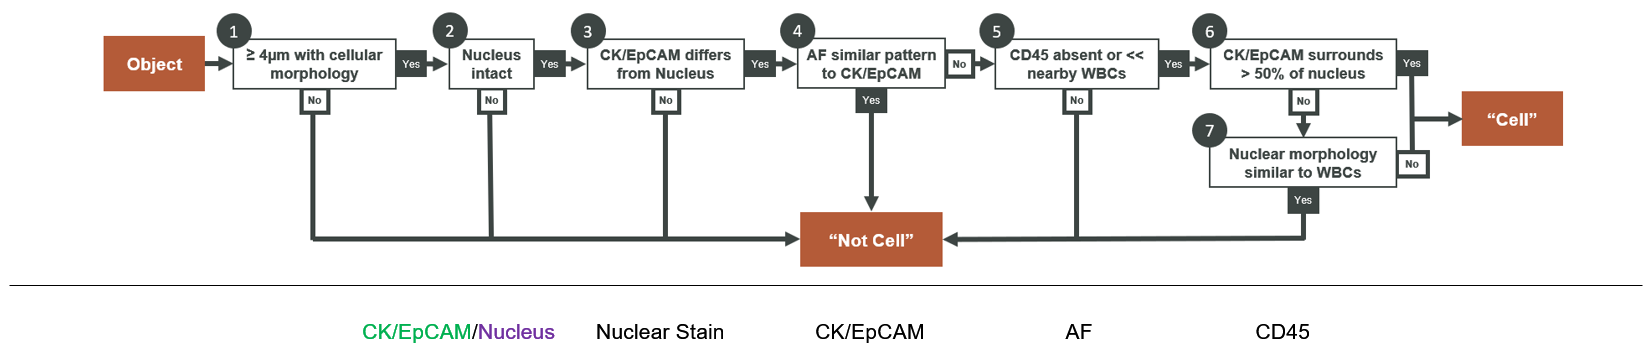 Object
1
≥ 4μm with cellular
morphology
Yes
No
2
Nucleus
intact
Yes
No
3
CK/EpCAM differs
from Nucleus
Yes
No
4
AF similar pattern
to CK/EpCAM
No
Yes
5
CD45 absent or <<
nearby WBCs
Yes
No
6
CK/EpCAM surrounds
> 50% of nucleus
Yes
No
7
Nuclear morphology
similar to WBCs
No
Yes
“Cell”
“Not Cell”
CK/EpCAM/Nucleus
Nuclear Stain
CK/EpCAM
AF
CD45